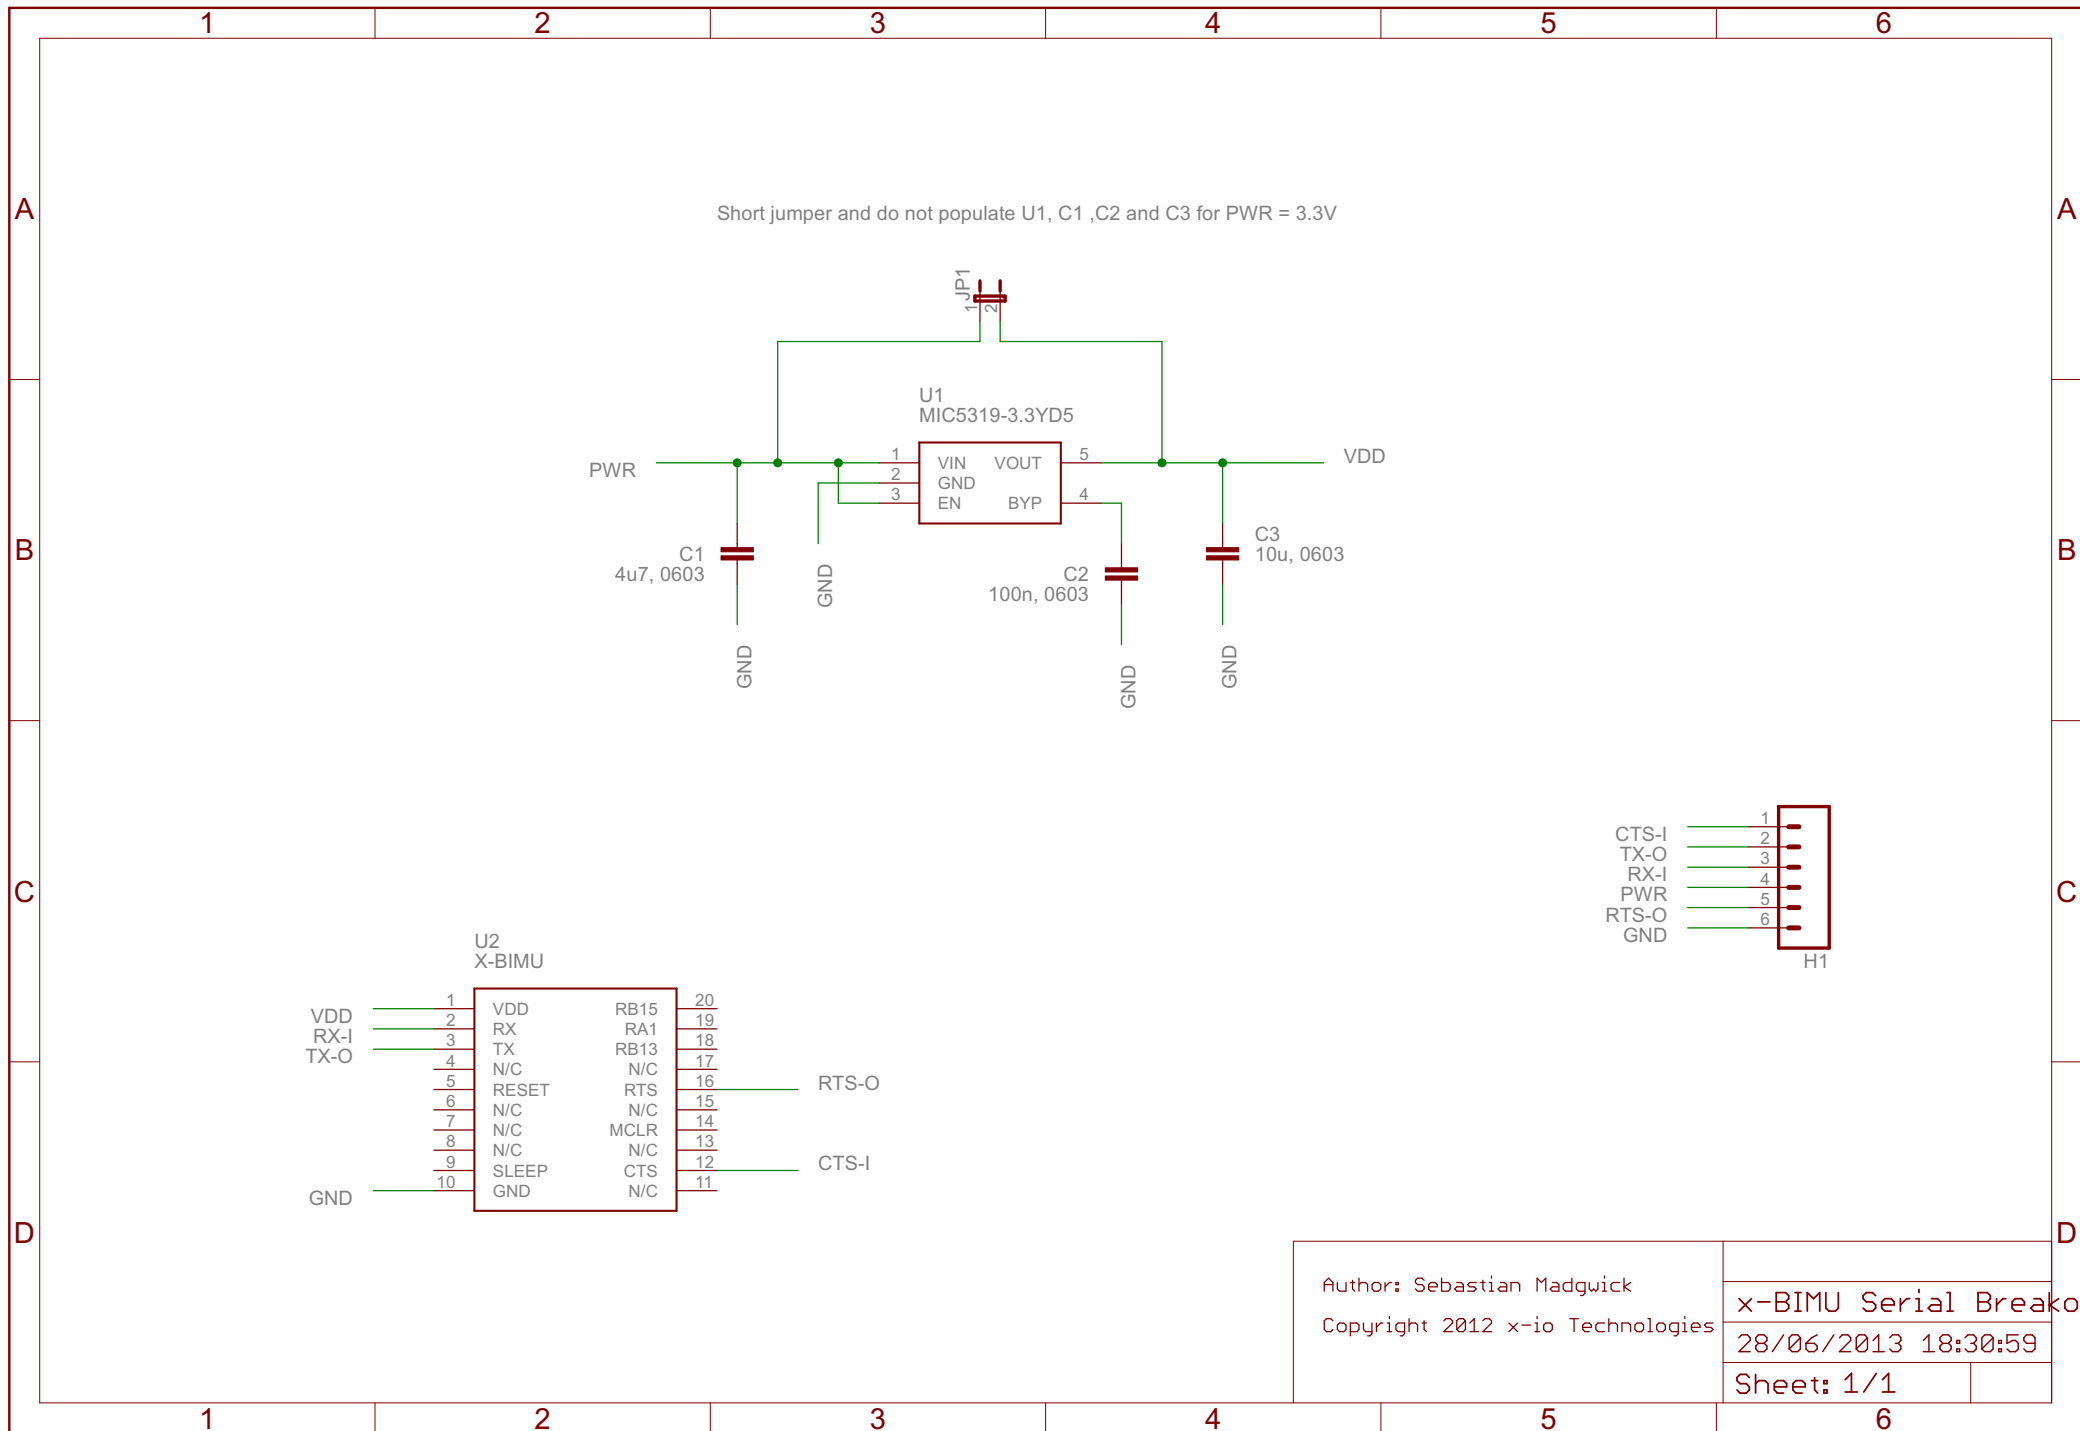 1 2 3 4 5 6
A A
Short jumper and do not populate U1, C1 ,C2 and C3 for PWR = 3.3V
JP1
1
2
U1
MIC5319-3.3YD5
PWR
1 VIN VOUT 5
2 GND
3 EN BYP 4
VDD
B B
C1
4u7, 0603
GND
GND
C2
100n, 0603
GND
C3
10u, 0603
GND
C C
CTS-I 1
TX-O 2
RX-I 3
PWR 4
RTS-O 5
GND 6
H1
U2
X-BIMU
VDD 1 VDD RB15 20
RX-I 2 RX RA1 19
TX-O 3 TX RB13 18
4 N/C N/C 17
5 RESET RTS 16 RTS-O
6 N/C N/C 15
7 N/C MCLR 14
8 N/C N/C 13
9 SLEEP CTS 12 CTS-I
GND 10 GND N/C 11
D D
Author: Sebastian Madgwick
Copyright 2012 x-io Technologies
x-BIMU Serial Breako
28/06/2013 18:30:59
Sheet: 1/1
1 2 3 4 5 6